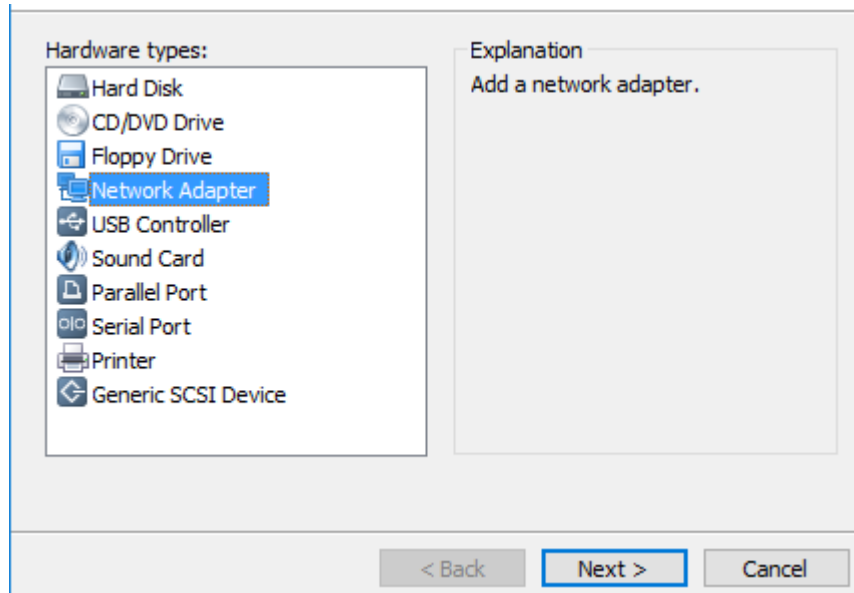 Hardware types:
Hard Disk
CD/DVD Drive
Floppy Drive
Network Adapter
USB Controller
Sound Card
Parallel Port
Serial Port
Printer
Generic SCSI Device
Explanation
Add a network adapter.
< Back
Next >
Cancel